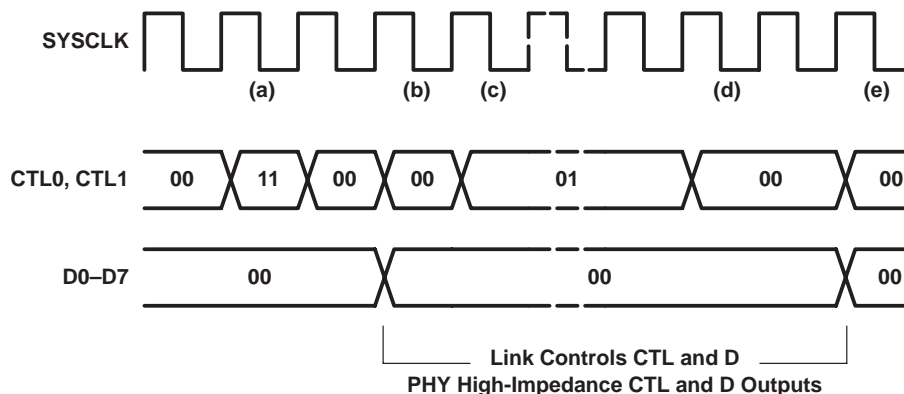 SYSCLK
(a) (b) (c) (d) (e)
CTL0, CTL1 00 11 00 00 01 00 00
D0–D7 00 00 00
Link Controls CTL and D
PHY High-Impedance CTL and D Outputs